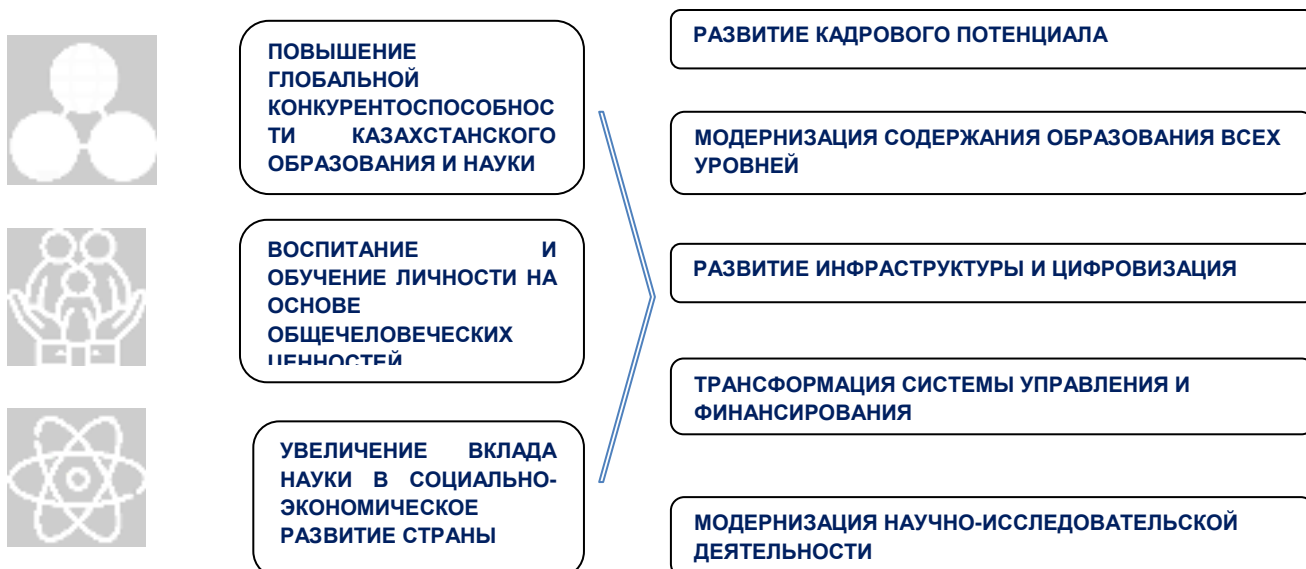 ПОВЫШЕНИЕ
ГЛОБАЛЬНОЙ
КОНКУРЕНТОСПОСОБНОС
ТИ КАЗАХСТАНСКОГО
ОБРАЗОВАНИЯ И НАУКИ
ВОСПИТАНИЕ И
ОБУЧЕНИЕ ЛИЧНОСТИ НА
ОСНОВЕ
ОБЩЕЧЕЛОВЕЧЕСКИХ
ЦЕННОСТЕЙ
УВЕЛИЧЕНИЕ ВКЛАДА
НАУКИ В СОЦИАЛЬНО-
ЭКОНОМИЧЕСКОЕ
РАЗВИТИЕ СТРАНЫ
РАЗВИТИЕ КАДРОВОГО ПОТЕНЦИАЛА
МОДЕРНИЗАЦИЯ СОДЕРЖАНИЯ ОБРАЗОВАНИЯ ВСЕХ
УРОВНЕЙ
РАЗВИТИЕ ИНФРАСТРУКТУРЫ И ЦИФРОВИЗАЦИЯ
ТРАНСФОРМАЦИЯ СИСТЕМЫ УПРАВЛЕНИЯ И
ФИНАНСИРОВАНИЯ
МОДЕРНИЗАЦИЯ НАУЧНО-ИССЛЕДОВАТЕЛЬСКОЙ
ДЕЯТЕЛЬНОСТИ